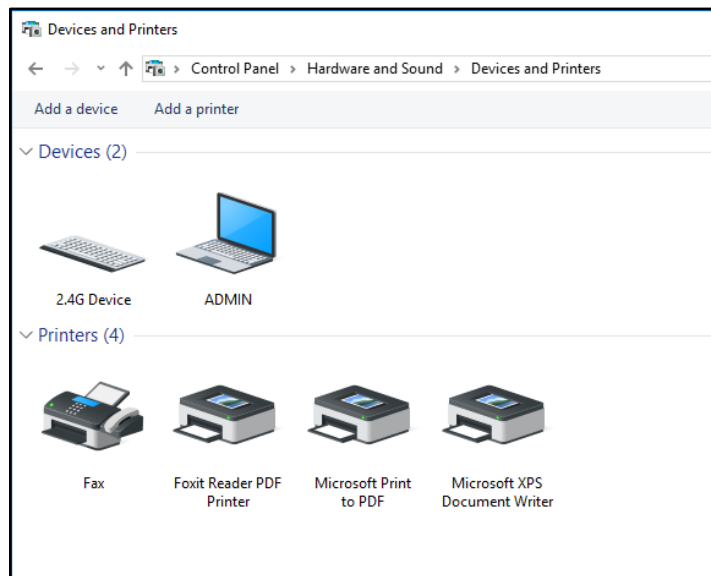 Devices and Printers
Control Panel > Hardware and Sound > Devices and Printers
Add a device Add a printer
Devices (2)
2.4G Device ADMIN
Printers (4)
Fax Foxit Reader PDF Microsoft Print Microsoft XPS
Printer to PDF Document Writer